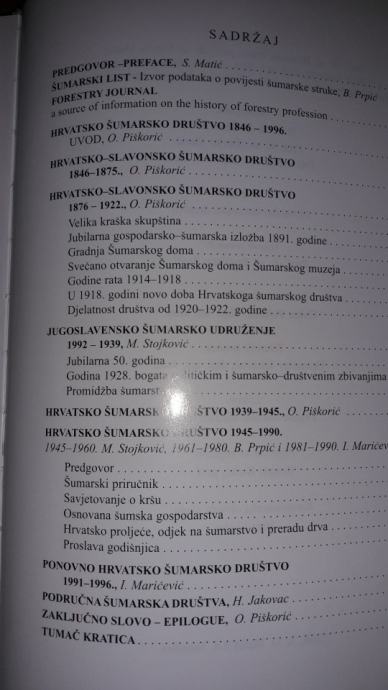 SADRŽAJ
PREDGOVOR –PREFACE, S. Matić
ŠUMARSKI LIST - Izvor podataka o povijesti šumarske struke, B. Prpić
FORESTRY JOURNAL
a source of information on the history of forestry profession
HRVATSKO ŠUMARSKO DRUŠTVO 1846 – 1996.
UVOD, O. Piškorić
HRVATSKO–SLAVONSKO ŠUMARSKO DRUŠTVO
1846–1875., O. Piškorić
HRVATSKO–SLAVONSKO ŠUMARSKO DRUŠTVO
1876 – 1922., O. Piškorić
Velika kraška skupština
Jubilarna gospodarsko–šumarska izložba 1891. godine
Gradnja Šumarskog doma
Svečano otvaranje Šumarskog doma i Šumarskog muzeja
Godine rata 1914–1918
U 1918. godini novo doba Hrvatskoga šumarskog društva
Djelatnost društva od 1920–1922. godine
JUGOSLAVENSKO ŠUMARSKO UDRUŽENJE
1992 – 1939, M. Stojković
Jubilarna 50. godina
Godina 1928. bogata i šumarsko–društvenim zbivanjima
Promidžba
HRVATSKO 1939–1945., O. Piškorić
HRVATSKO DRUŠTVO 1945–1990.
1945–1960. M. Stojković, 1961–1980. B. Prpić i 1981–1990. I.
Predgovor
Šumarski priručnik
Savjetovanje o kršu
Osnovana šumska gospodarstva
Hrvatsko proljeće, odjek na šumarstvo i preradu drva
Proslava godišnjica
PONOVNO HRVATSKO ŠUMARSKO DRUŠTVO
1991–1996., I. Maričević
PODRUČNA ŠUMARSKA DRUŠTVA, H. Jakovac
ZAKLJUČNO SLOVO – EPILOGUE, O. Piškorić
TUMAČ KRATICA